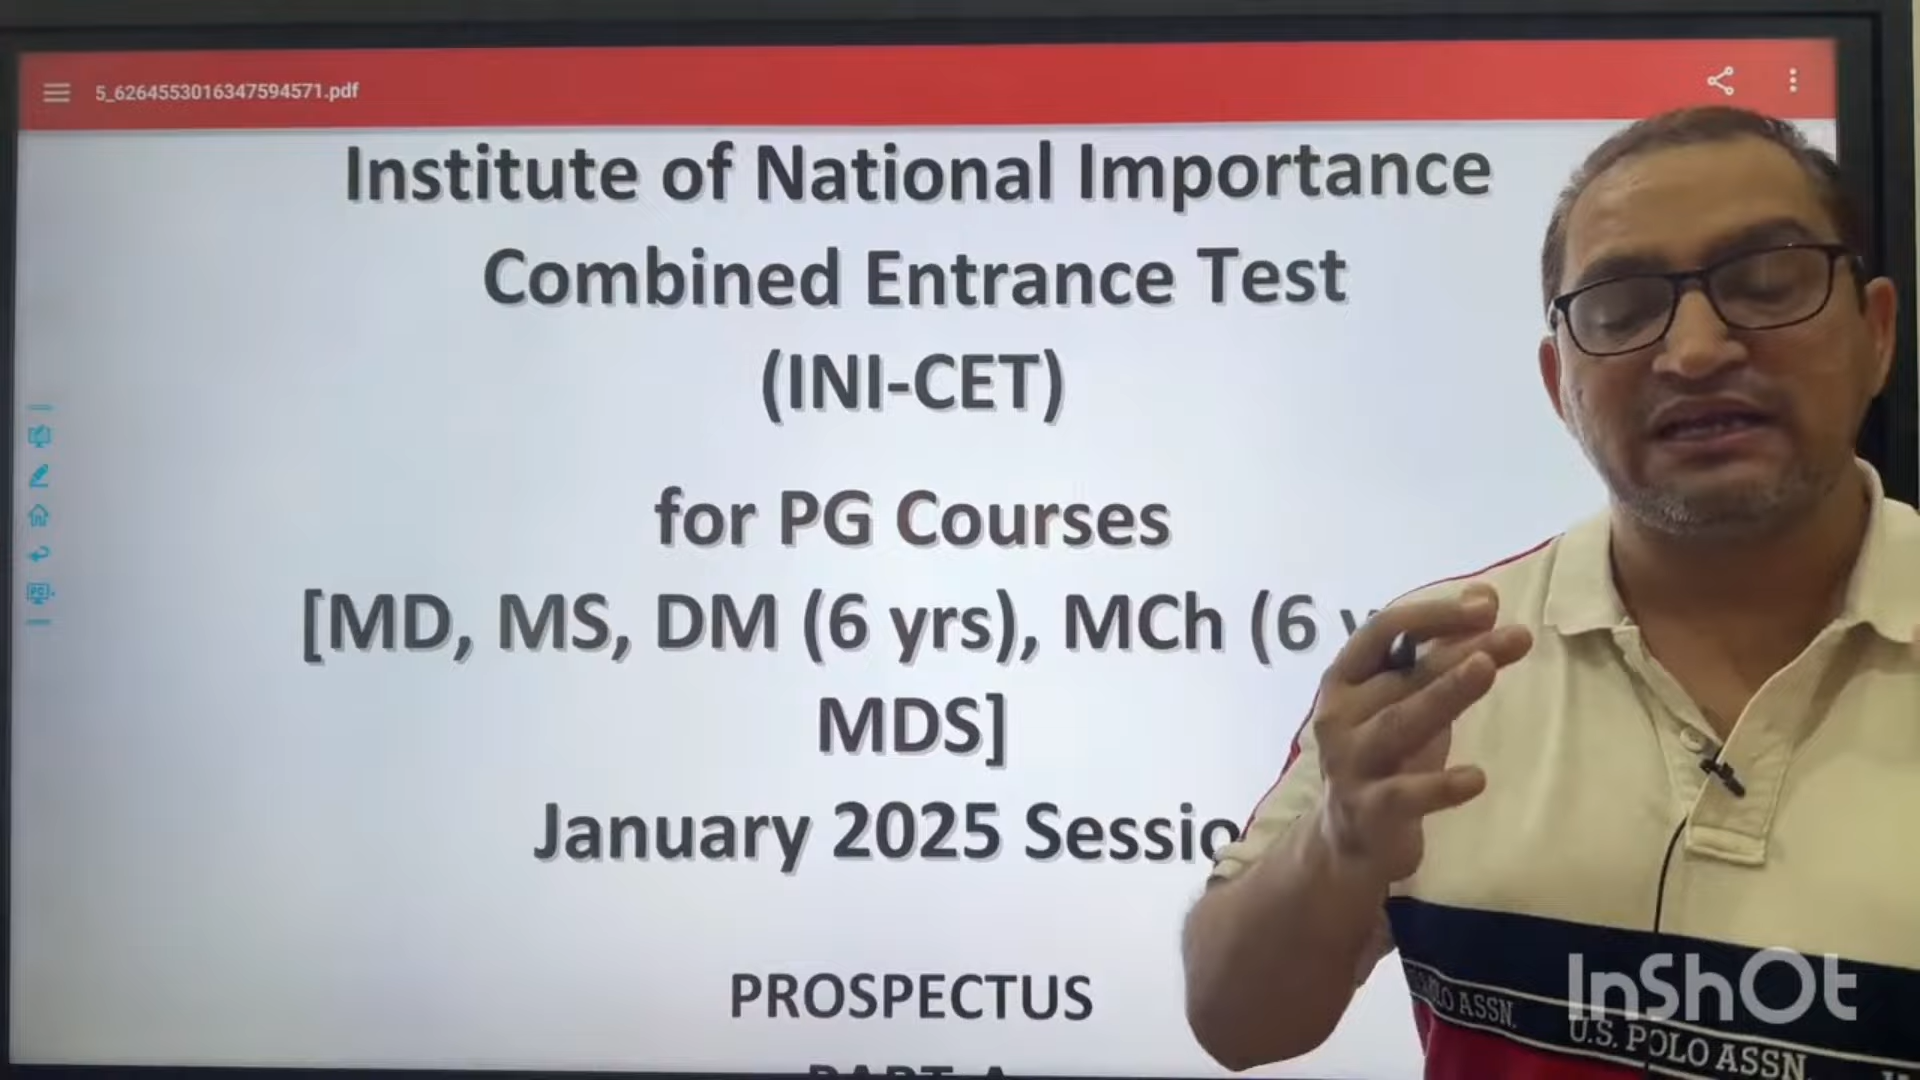 5_6264553016347594571.pdf
Institute of National Importance
Combined Entrance Test
(INI-CET)
for PG Courses
[MD, MS, DM (6 yrs), MCh (6
MDS]
January 2025
PROSPECTUS
InShOt
ASSN.
U.S. POLO ASSN.